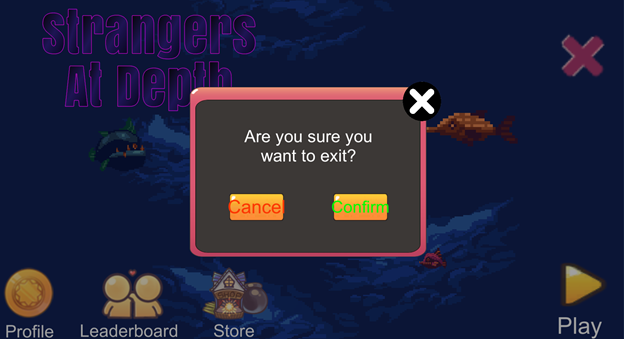 Strangers
At Depth
Are you sure you
want to exit?
Cancel
Confirm
Profile
Leaderboard
Store
Play